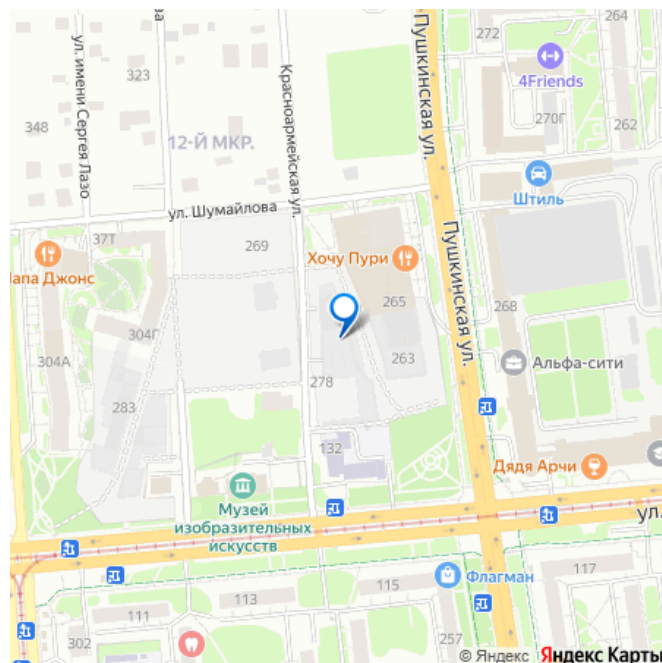 ва
264
272
323
4Friends
ул. имени Сергея Лазо
Красноармейская ул.
Пушкинская ул.
348
12-Й МКР.
270Г
262
Штиль
ул. Шумайлова
37Т
269
Хочу Пури
Папа Джонс
Пушкинская ул.
265
268
304Г
304А
263
Альфа-сити
278
283
132
Дядя Арчи
Музей
изобразительных
искусств
ул.
Флагман
117
115
113
111
302
257
© Яндекс Яндекс Карты